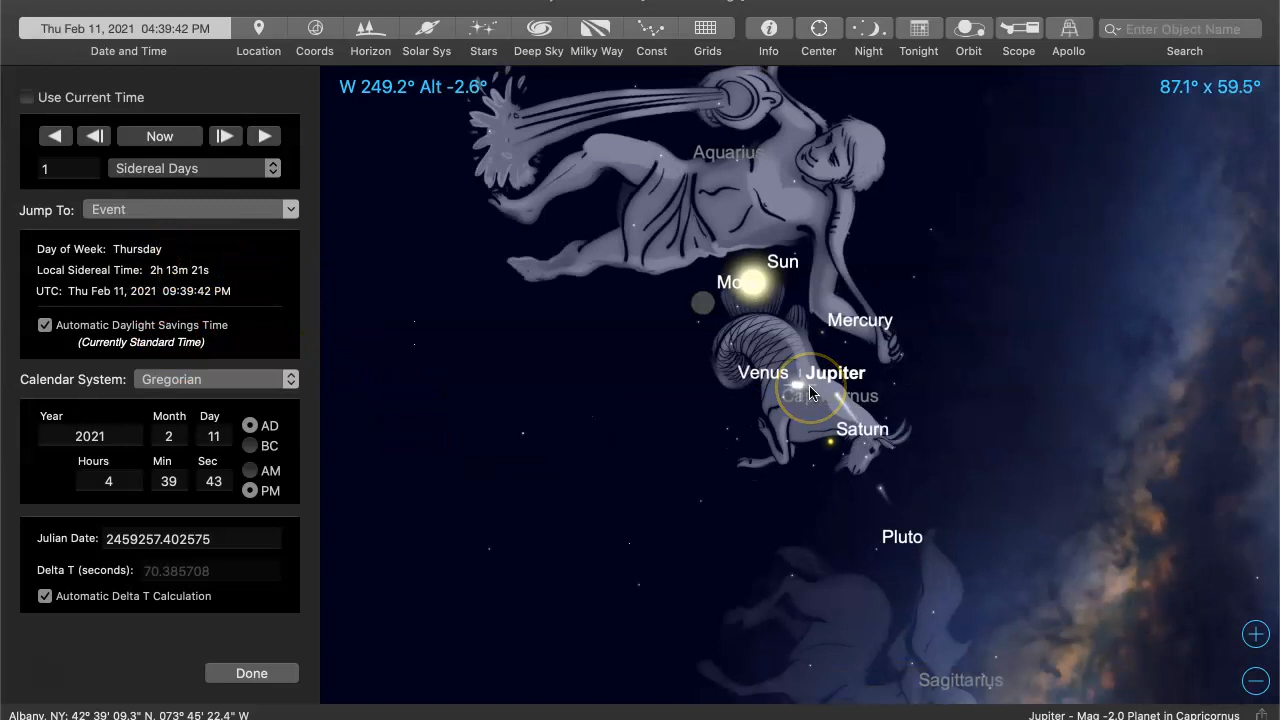 Thu Feb 11, 2021 04:39:42 PM
Date and Time
Location
Coords
Horizon
Solar Sys
Stars
Deep Sky
Milky Way
Const
Grids
Info
Center
Night
Tonight
Orbit
Scope
Apollo
Enter Object Name
Search
Use Current Time
Now
1
Sidereal Days
Jump To: Event
Day of Week: Thursday
Local Sidereal Time: 2h 13m 21s
UTC: Thu Feb 11, 2021 09:39:42 PM
Automatic Daylight Savings Time
(Currently Standard Time)
Calendar System: Gregorian
Year Month Day
2021 2 11
AD
BC
Hours Min Sec
4 39 43
AM
PM
Julian Date: 2459257.402575
Delta T (seconds): 70.385708
Automatic Delta T Calculation
Done
W 249.2° Alt -2.6°
87.1° x 59.5°
Aquarius
Sun
Mercury
Venus
Jupiter
Saturn
Pluto
Sagittarius
Albany, NY: 42° 39' 09.3" N, 073° 45' 22.4" W
Jupiter - Mag -2.0 Planet in Capricornus